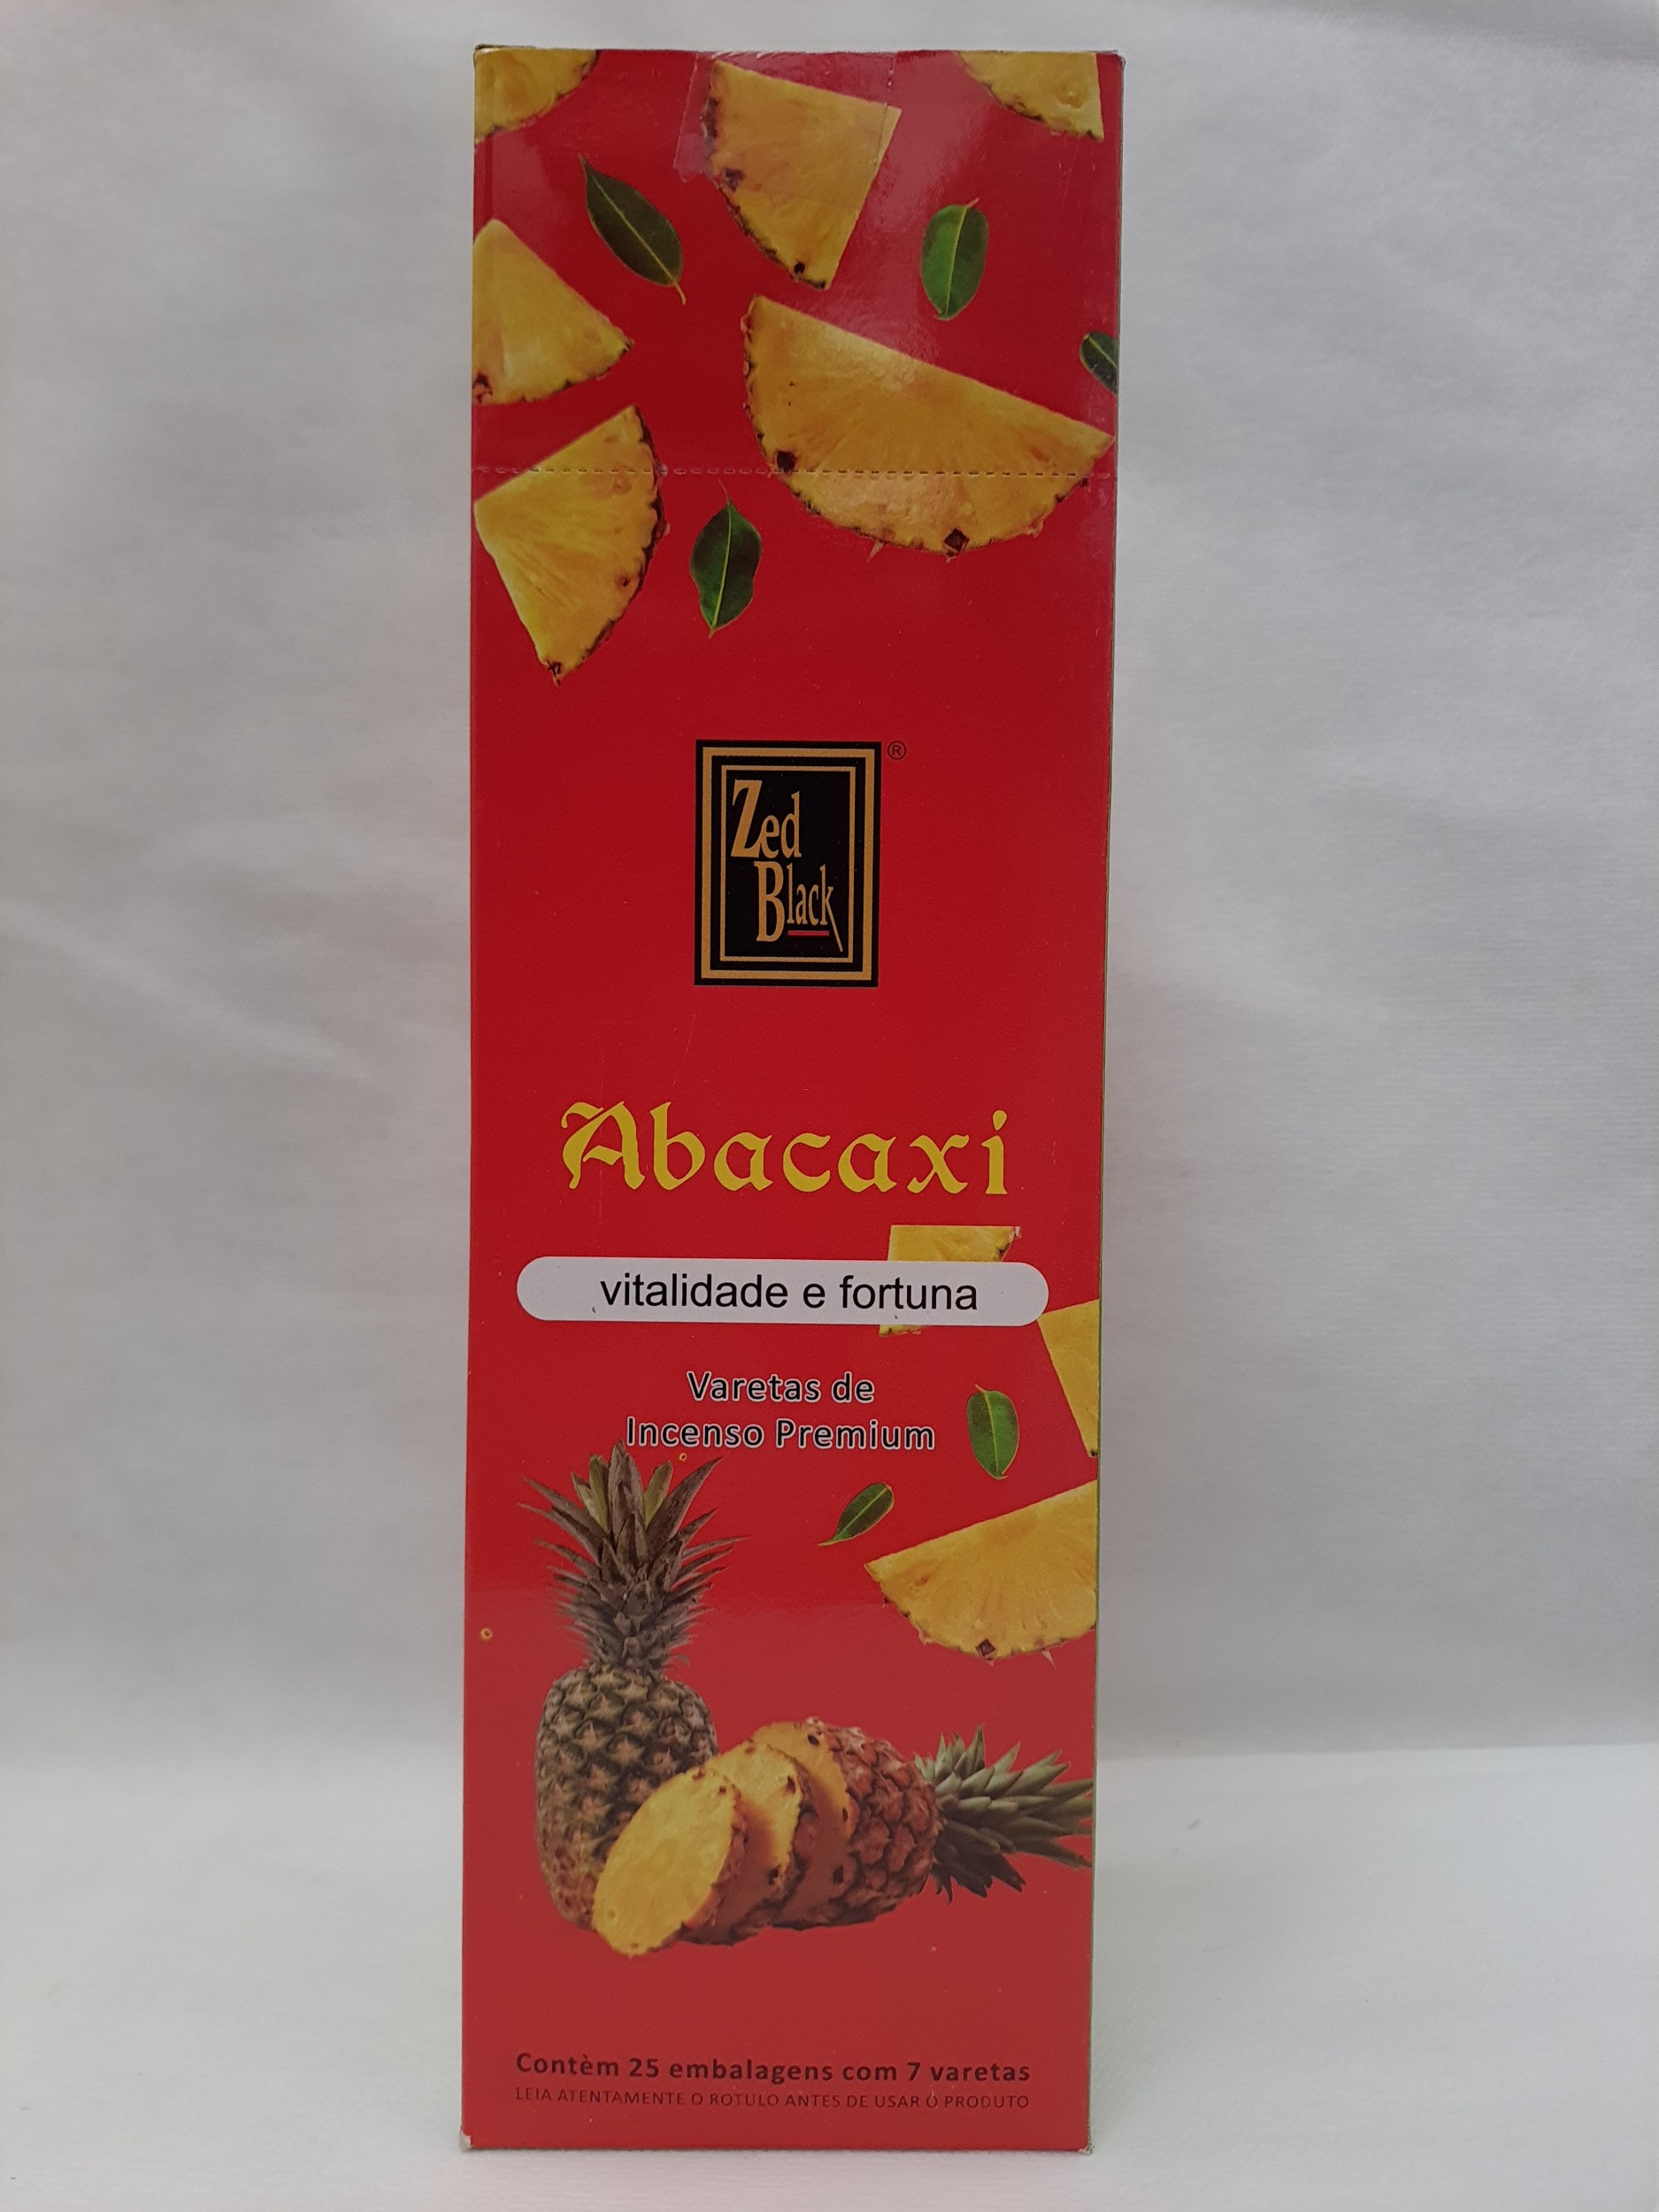 Zed
Black
®
Abacaxi
vitalidade e fortuna
Varetas de
Incenso Premium
Contèm 25 embalagens com 7 varetas
LEIA ATENTAMENTE O ROTULO ANTES DE USAR O PRODUTO